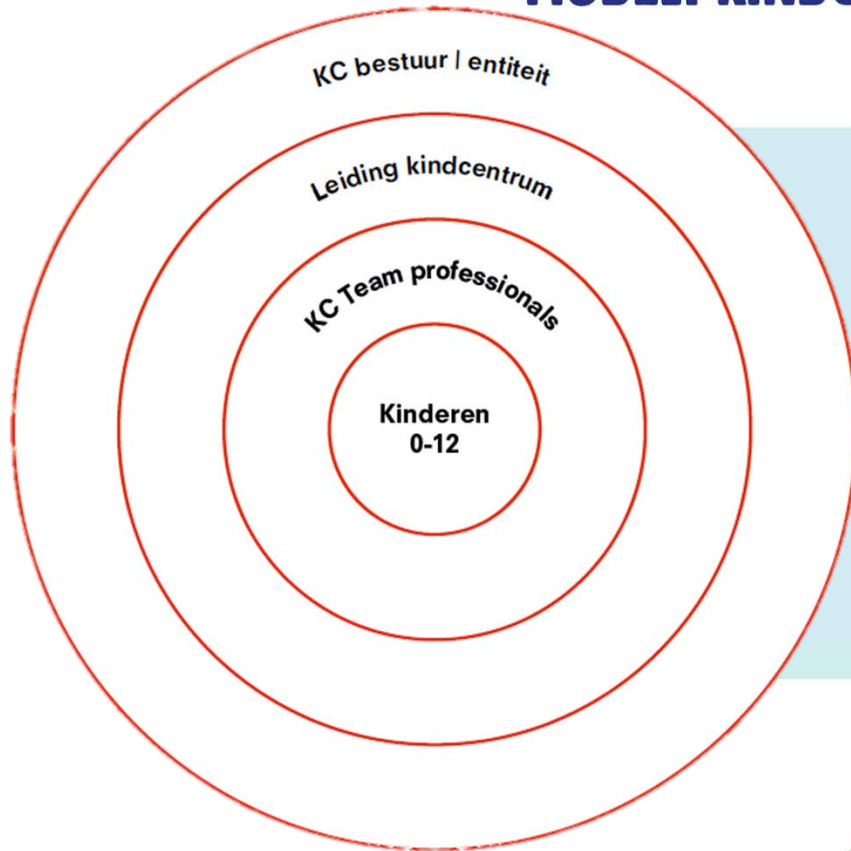 KC bestuur | entiteit
Leiding kindcentrum
KC Team professionals
Kinderen
0-12